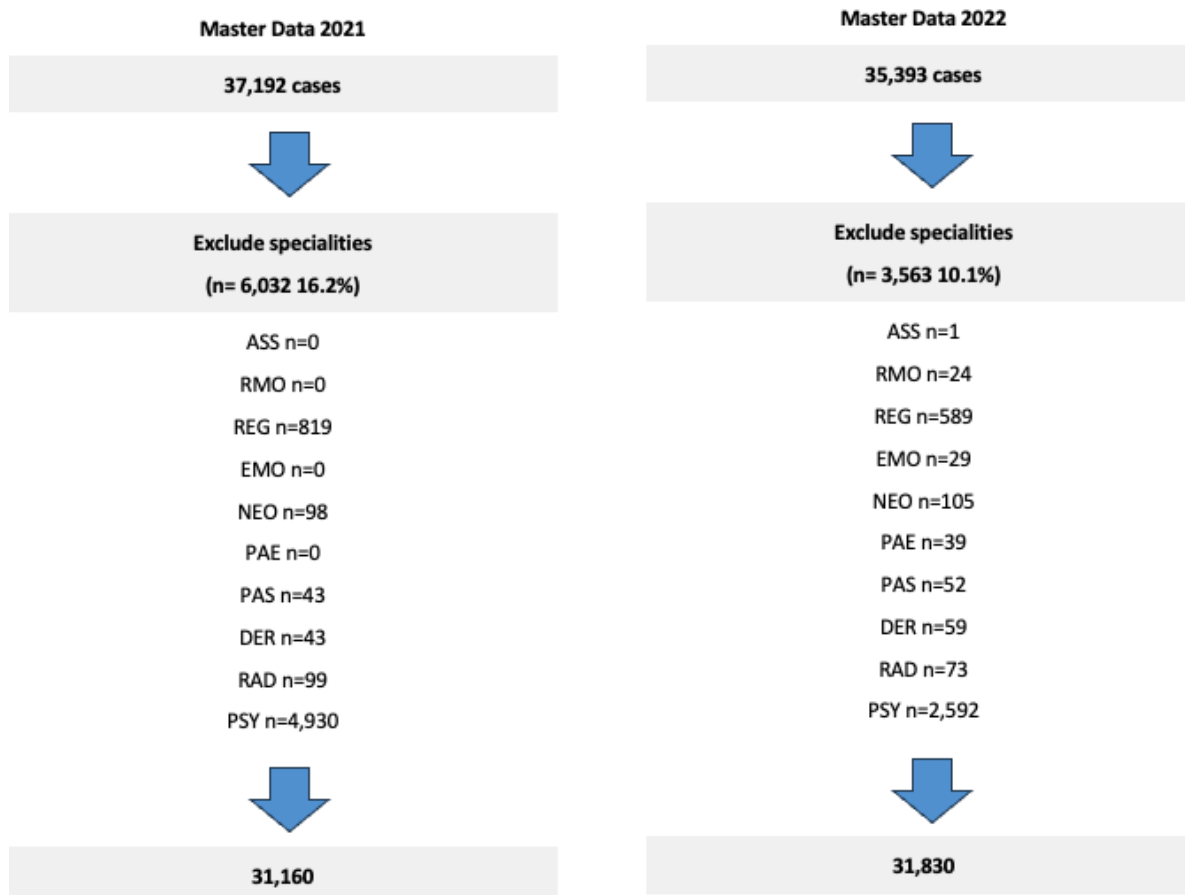 Master Data 2021
37,192 cases
Exclude specialities
(n= 6,032 16.2%)
ASS n=0
RMO n=0
REG n=819
EMO n=0
NEO n=98
PAE n=0
PAS n=43
DER n=43
RAD n=99
PSY n=4,930
31,160
Master Data 2022
35,393 cases
Exclude specialities
(n= 3,563 10.1%)
ASS n=1
RMO n=24
REG n=589
EMO n=29
NEO n=105
PAE n=39
PAS n=52
DER n=59
RAD n=73
PSY n=2,592
31,830